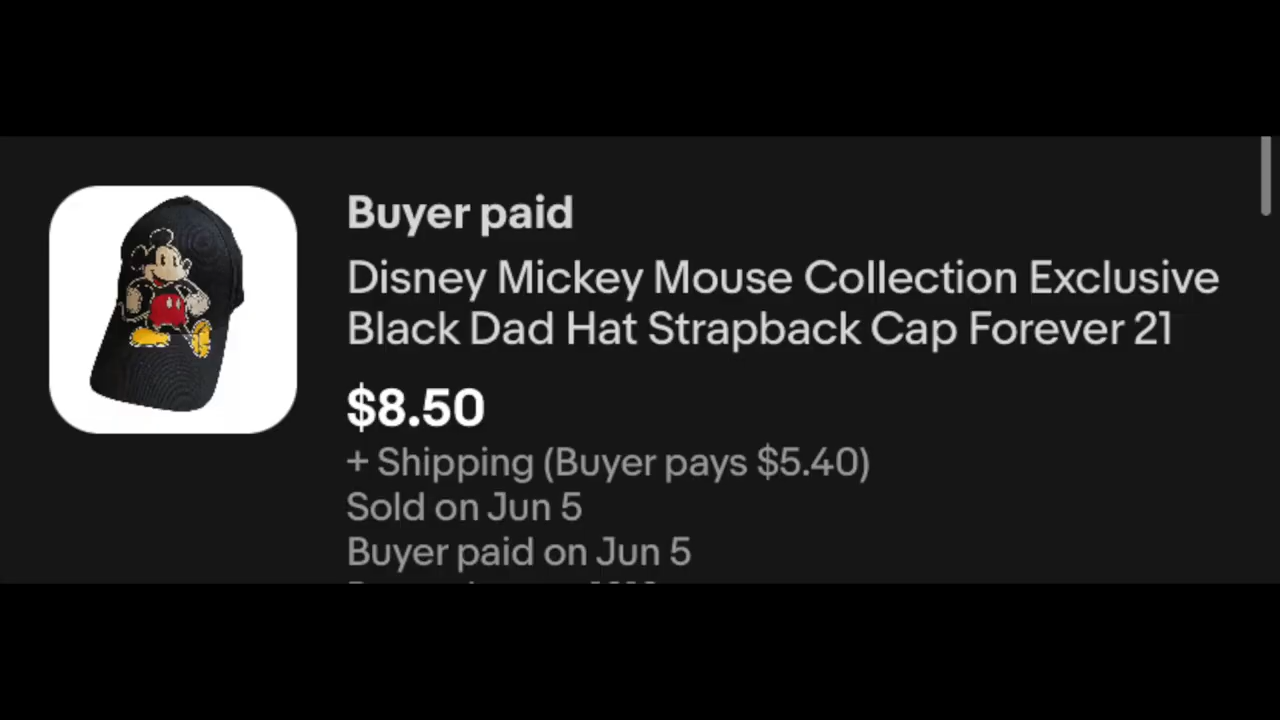 Buyer paid
Disney Mickey Mouse Collection Exclusive
Black Dad Hat Strapback Cap Forever 21
$8.50
+ Shipping (Buyer pays $5.40)
Sold on Jun 5
Buyer paid on Jun 5